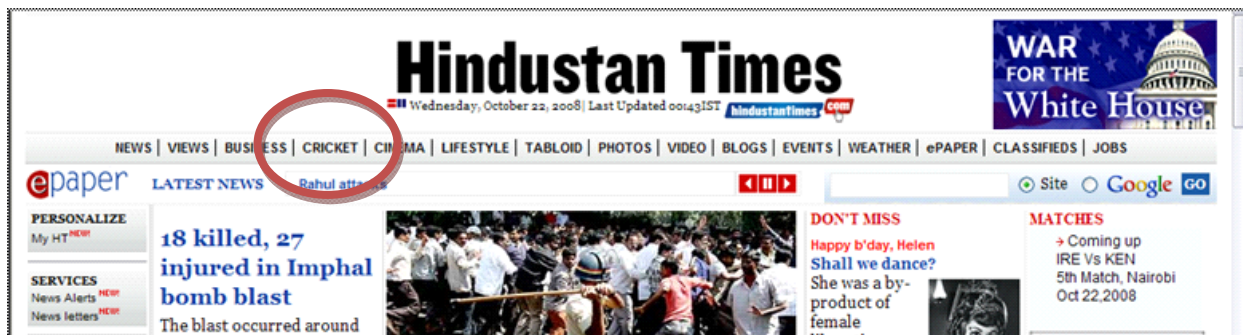 Hindustan Times
WAR
FOR THE
White House
Wednesday, October 22, 2008| Last Updated 00:43IST hindustantimes.com
NEWS | VIEWS | BUSINESS | CRICKET | CINEMA | LIFESTYLE | TABLOID | PHOTOS | VIDEO | BLOGS | EVENTS | WEATHER | ePAPER | CLASSIFIEDS | JOBS
epaper LATEST NEWS Rahul attacks Site Google GO
PERSONALIZE
My HT NEW!
SERVICES
News Alerts NEW!
News letters NEW!
18 killed, 27
injured in Imphal
bomb blast
The blast occurred around
DON'T MISS
Happy b'day, Helen
Shall we dance?
She was a by-
product of
female
MATCHES
Coming up
IRE Vs KEN
5th Match, Nairobi
Oct 22,2008